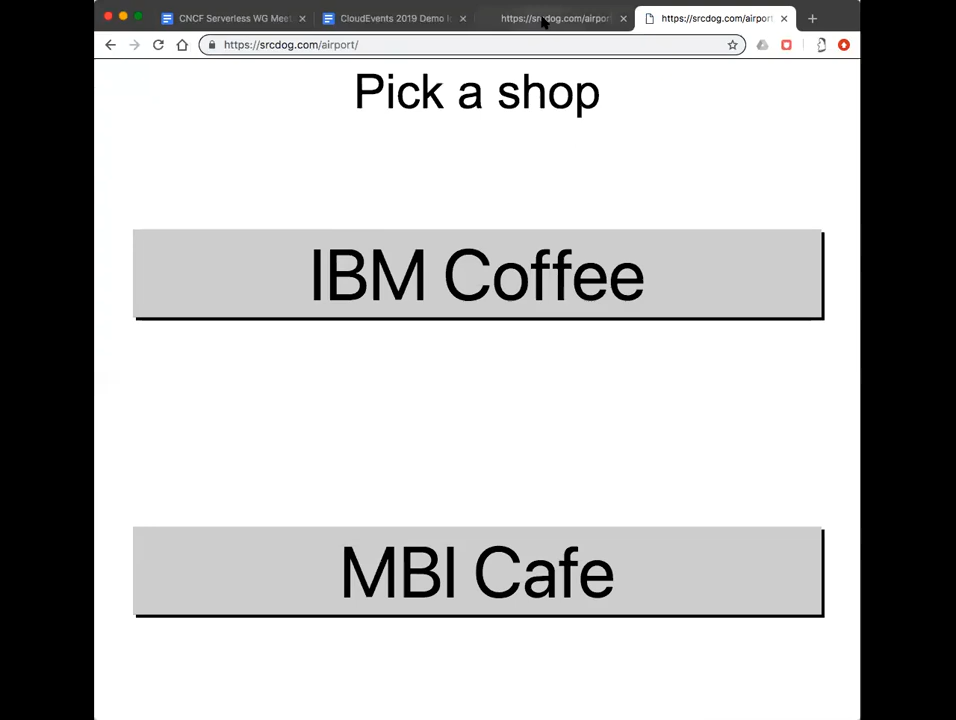 CNCF Serverless WG Meet
CloudEvents 2019 Demo
https://srcdog.com/airpor
https://srcdog.com/airport
https://srcdog.com/airport/
Pick a shop
IBM Coffee
MBI Cafe